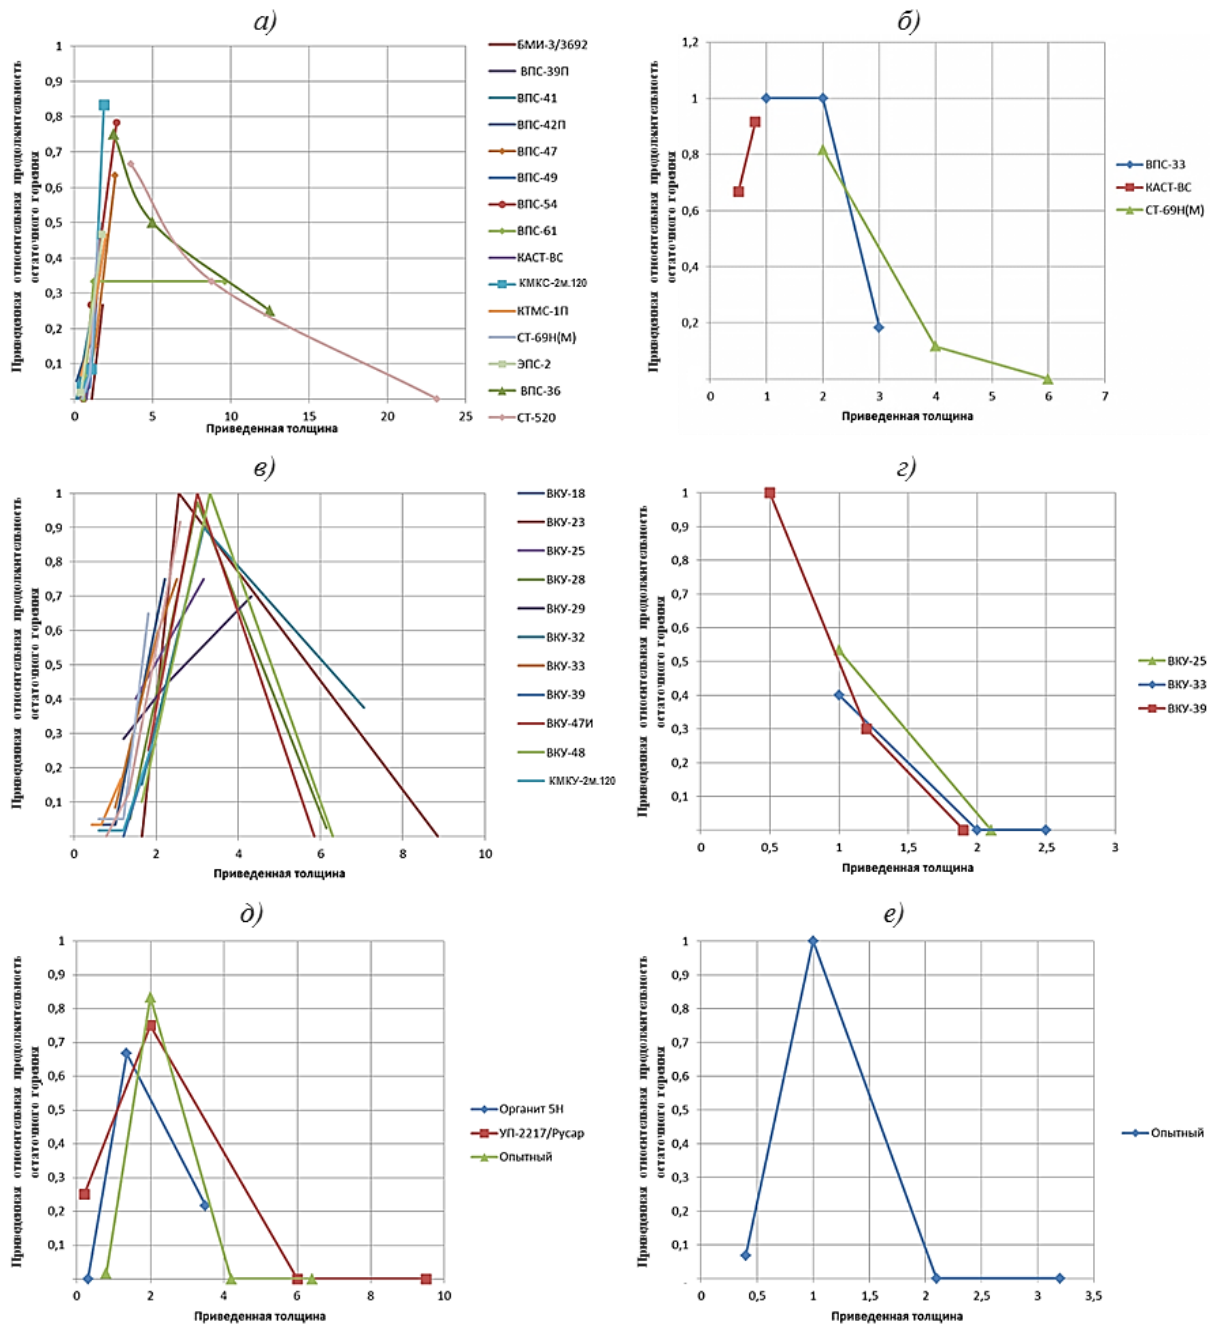 а)
Приведенная относительная продолжительность
остаточного горения
1
0,9
0,8
0,7
0,6
0,5
0,4
0,3
0,2
0,1
0 5 10 15 20 25
Приведенная толщина
БМИ-3/3692
ВПС-39П
ВПС-41
ВПС-42П
ВПС-47
ВПС-49
ВПС-54
ВПС-61
КАСТ-ВС
КМКС-2м.120
КТМС-1П
СТ-69Н(М)
ЭПС-2
ВПС-36
СТ-520
б)
Приведенная относительная продолжительность
остаточного горения
1,2
1
0,8
0,6
0,4
0,2
0 1 2 3 4 5 6 7
Приведенная толщина
ВПС-33
КАСТ-ВС
СТ-69Н(М)
в)
Приведенная относительная продолжительность
остаточного горения
1
0,9
0,8
0,7
0,6
0,5
0,4
0,3
0,2
0,1
0 2 4 6 8 10
Приведенная толщина
ВКУ-18
ВКУ-23
ВКУ-25
ВКУ-28
ВКУ-29
ВКУ-32
ВКУ-33
ВКУ-39
ВКУ-47И
ВКУ-48
КМКУ-2м.120
г)
Приведенная относительная продолжительность
остаточного горения
1
0,9
0,8
0,7
0,6
0,5
0,4
0,3
0,2
0,1
0 0,5 1 1,5 2 2,5 3
Приведенная толщина
ВКУ-25
ВКУ-33
ВКУ-39
д)
Приведенная относительная продолжительность
остаточного горения
1
0,9
0,8
0,7
0,6
0,5
0,4
0,3
0,2
0,1
0 2 4 6 8 10
Приведенная толщина
Органит 5Н
УП-2217/Русар
Опытный
е)
Приведенная относительная продолжительность
остаточного горения
1
0,9
0,8
0,7
0,6
0,5
0,4
0,3
0,2
0,1
0 0,5 1 1,5 2 2,5 3 3,5
Приведенная толщина
Опытный